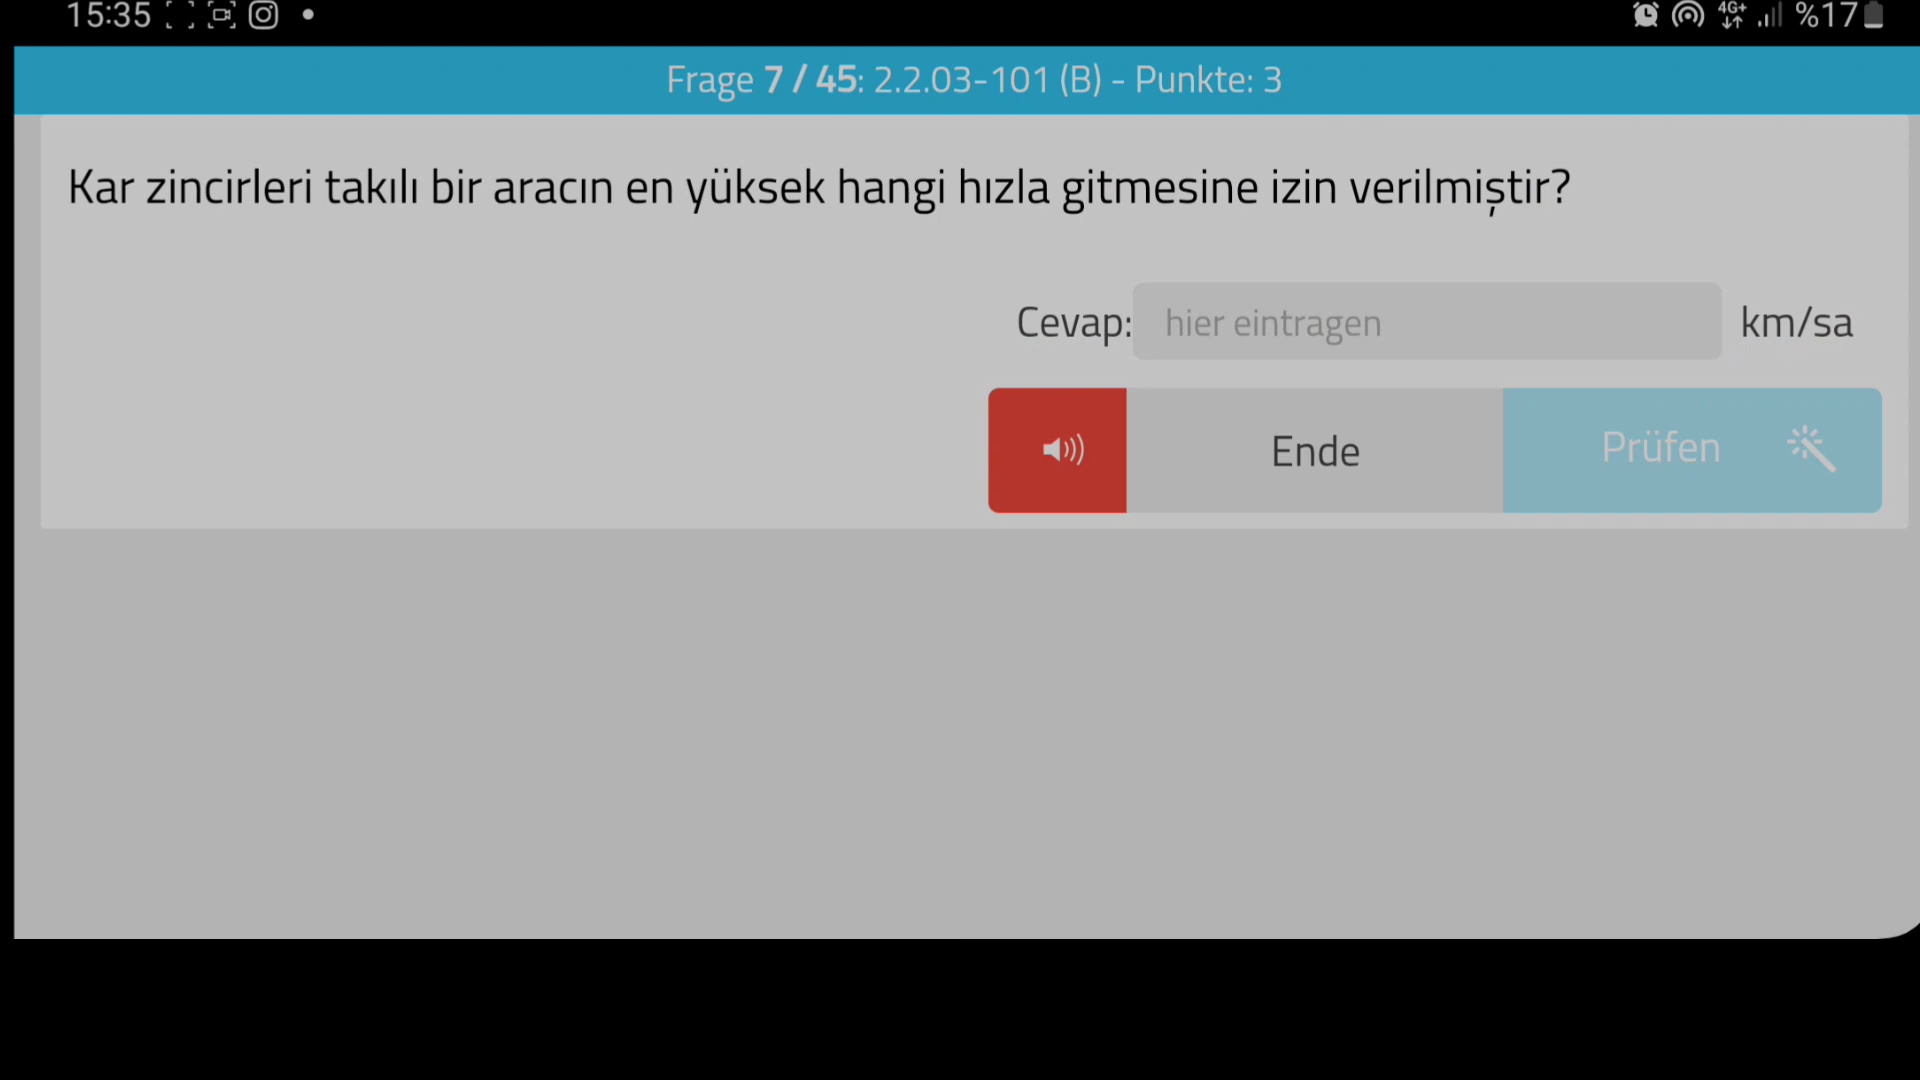 15:35 4G+ %17
Frage 7 / 45: 2.2.03-101 (B) - Punkte: 3
Kar zincirleri takılı bir aracın en yüksek hangi hızla gitmesine izin verilmiştir?
Cevap: hier eintragen km/sa
Ende Prüfen